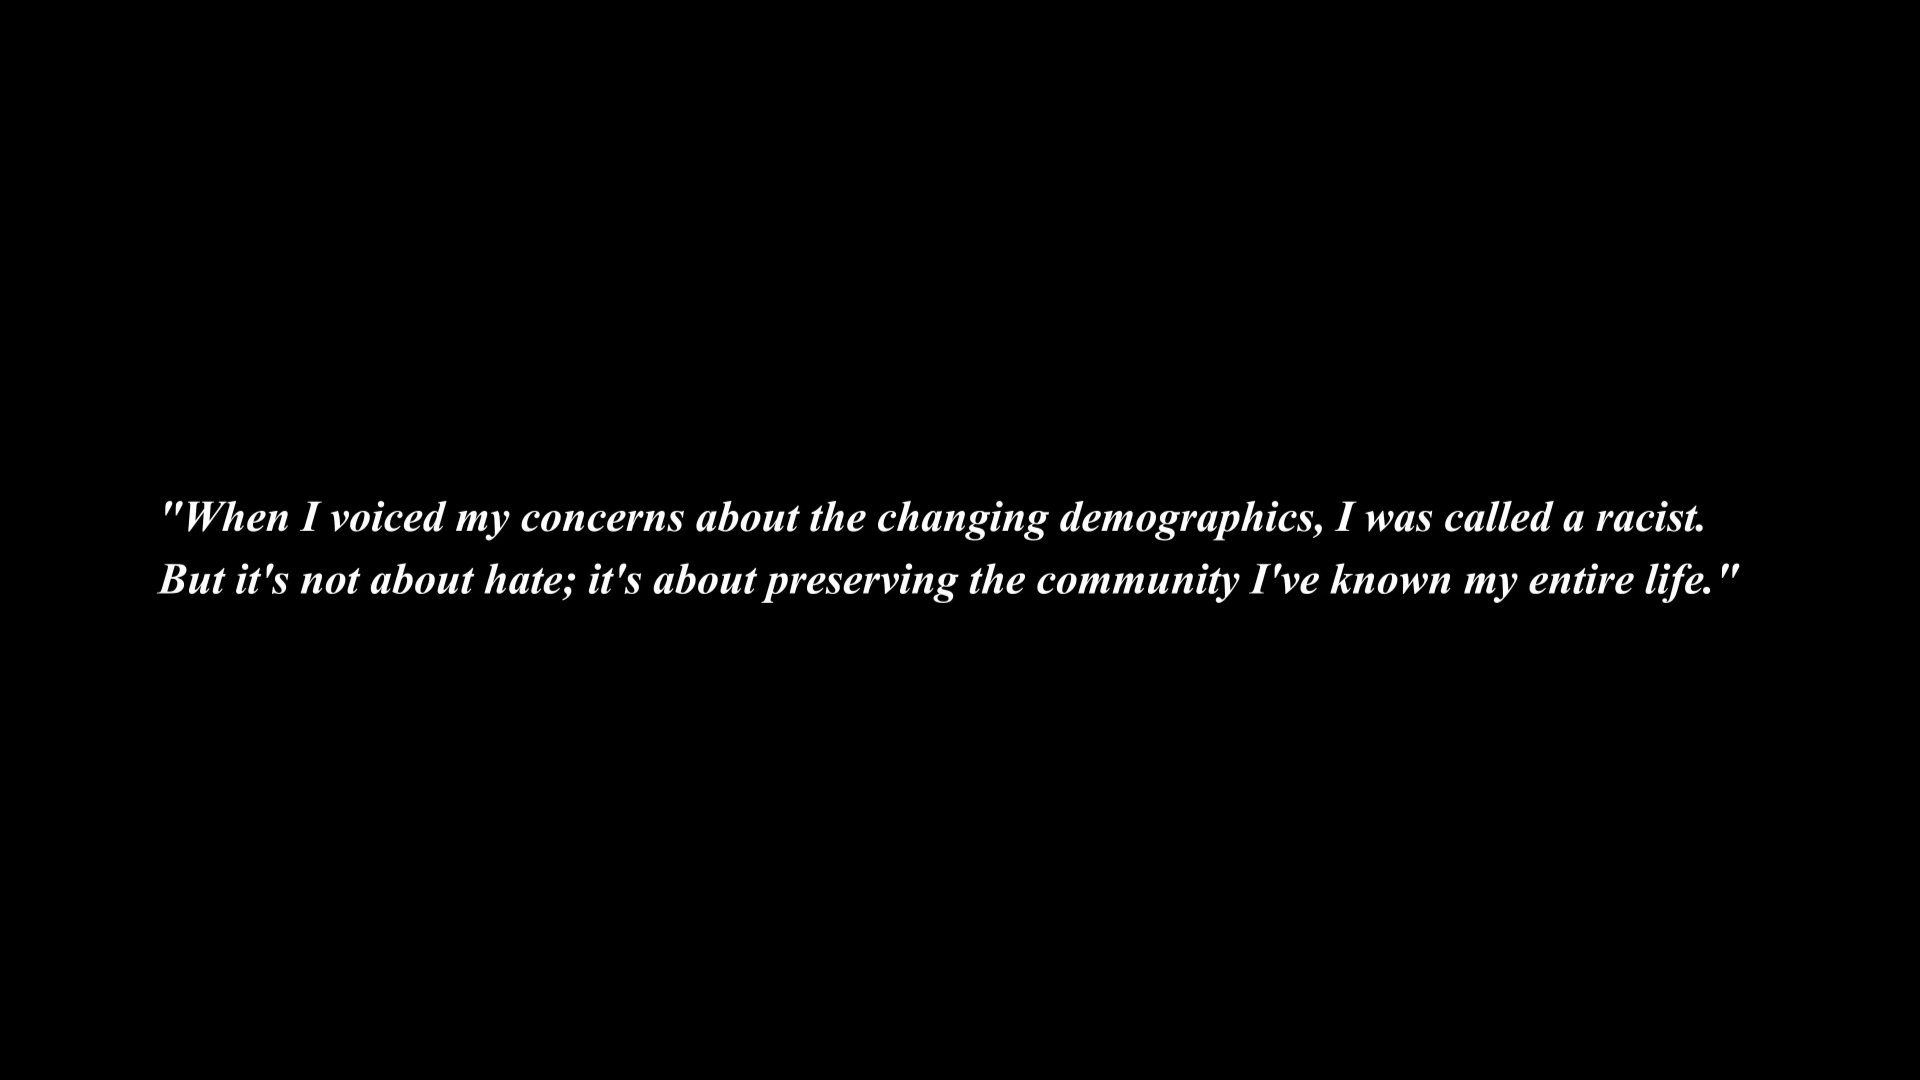 "When I voiced my concerns about the changing demographics, I was called a racist.
But it's not about hate; it's about preserving the community I've known my entire life."